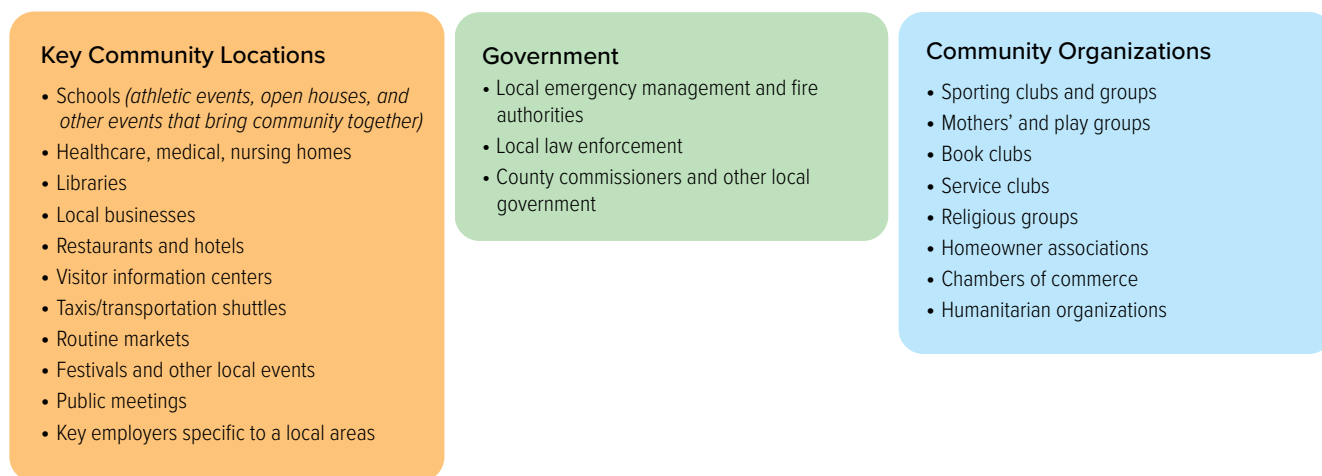 Key Community Locations
• Schools (athletic events, open houses, and
other events that bring community together)
• Healthcare, medical, nursing homes
• Libraries
• Local businesses
• Restaurants and hotels
• Visitor information centers
• Taxis/transportation shuttles
• Routine markets
• Festivals and other local events
• Public meetings
• Key employers specific to a local areas
Government
• Local emergency management and fire
authorities
• Local law enforcement
• County commissioners and other local
government
Community Organizations
• Sporting clubs and groups
• Mothers' and play groups
• Book clubs
• Service clubs
• Religious groups
• Homeowner associations
• Chambers of commerce
• Humanitarian organizations